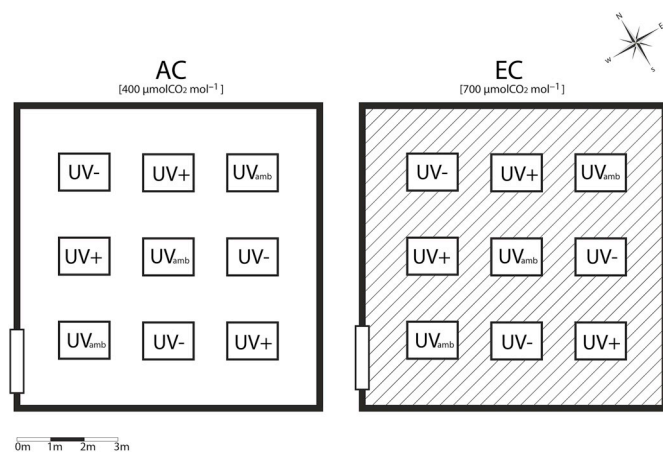 N
E
W
S
AC
[400 µmolCO₂ mol⁻¹ ]
EC
[700 µmolCO₂ mol⁻¹ ]
UV- UV+ UVamb
UV- UV+ UVamb
UV+ UVamb UV-
UV+ UVamb UV-
UVamb UV- UV+
UVamb UV- UV+
0m 1m 2m 3m